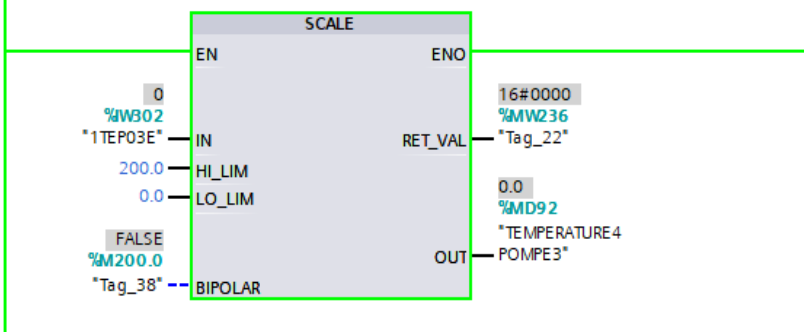 SCALE
EN ENO
0
%IW302
"1TEP03E" IN
16#0000
%MW236
RET_VAL "Tag_22"
200.0 HI_LIM
0.0 LO_LIM
0.0
%MD92
"TEMPERATURE4
OUT POMPE3"
FALSE
%M200.0
"Tag_38" BIPOLAR